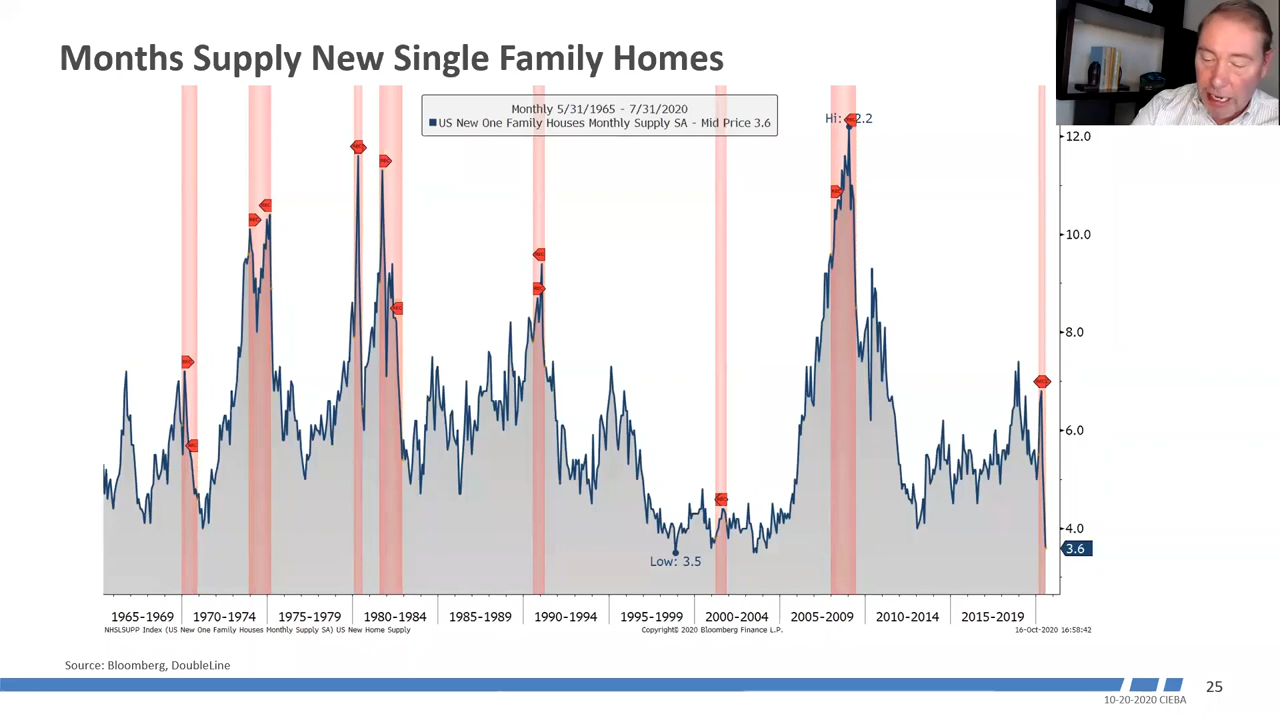 Months Supply New Single Family Homes
Monthly 5/31/1965 - 7/31/2020
US New One Family Houses Monthly Supply SA - Mid Price 3.6
Hi: 2.2
12.0
10.0
8.0
6.0
4.0
3.6
Low: 3.5
1965-1969 1970-1974 1975-1979 1980-1984 1985-1989 1990-1994 1995-1999 2000-2004 2005-2009 2010-2014 2015-2019
NHSLSUPP Index (US New One Family Houses Monthly Supply SA) US New Home Supply Copyright© 2020 Bloomberg Finance L.P. 16-Oct-2020 16:58:42
Source: Bloomberg, DoubleLine
25
10-20-2020 CIEBA